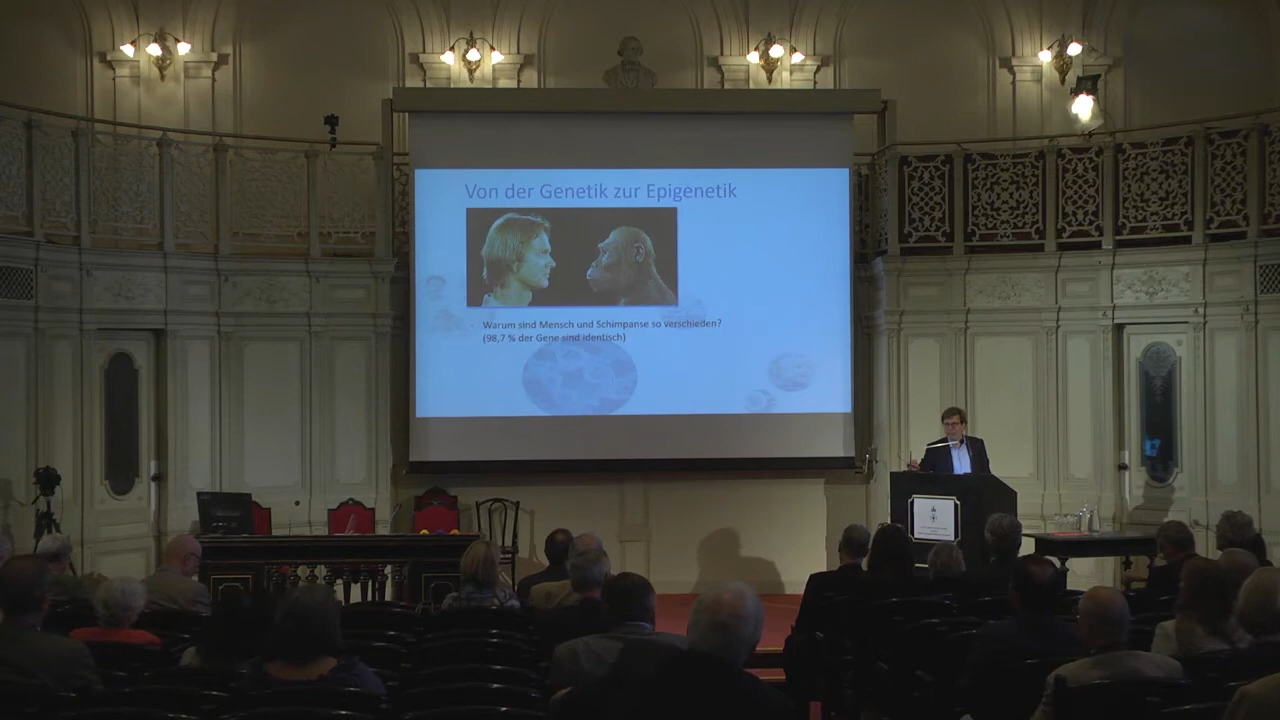 Von der Genetik zur Epigenetik
Warum sind Mensch und Schimpanse so verschieden?
(98,7 % der Gene sind identisch)